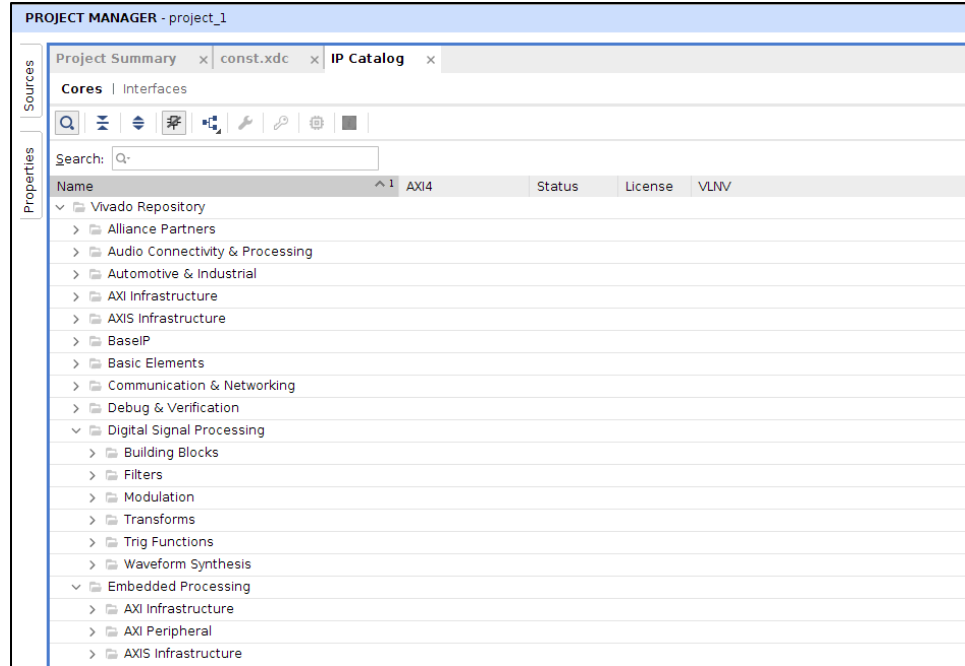 PROJECT MANAGER - project_1
Sources
Properties
Project Summary × const.xdc × IP Catalog ×
Cores | Interfaces
Search:
Name ^ 1 AXI4 Status License VLNV
Vivado Repository
Alliance Partners
Audio Connectivity & Processing
Automotive & Industrial
AXI Infrastructure
AXIS Infrastructure
BaseIP
Basic Elements
Communication & Networking
Debug & Verification
Digital Signal Processing
Building Blocks
Filters
Modulation
Transforms
Trig Functions
Waveform Synthesis
Embedded Processing
AXI Infrastructure
AXI Peripheral
AXIS Infrastructure